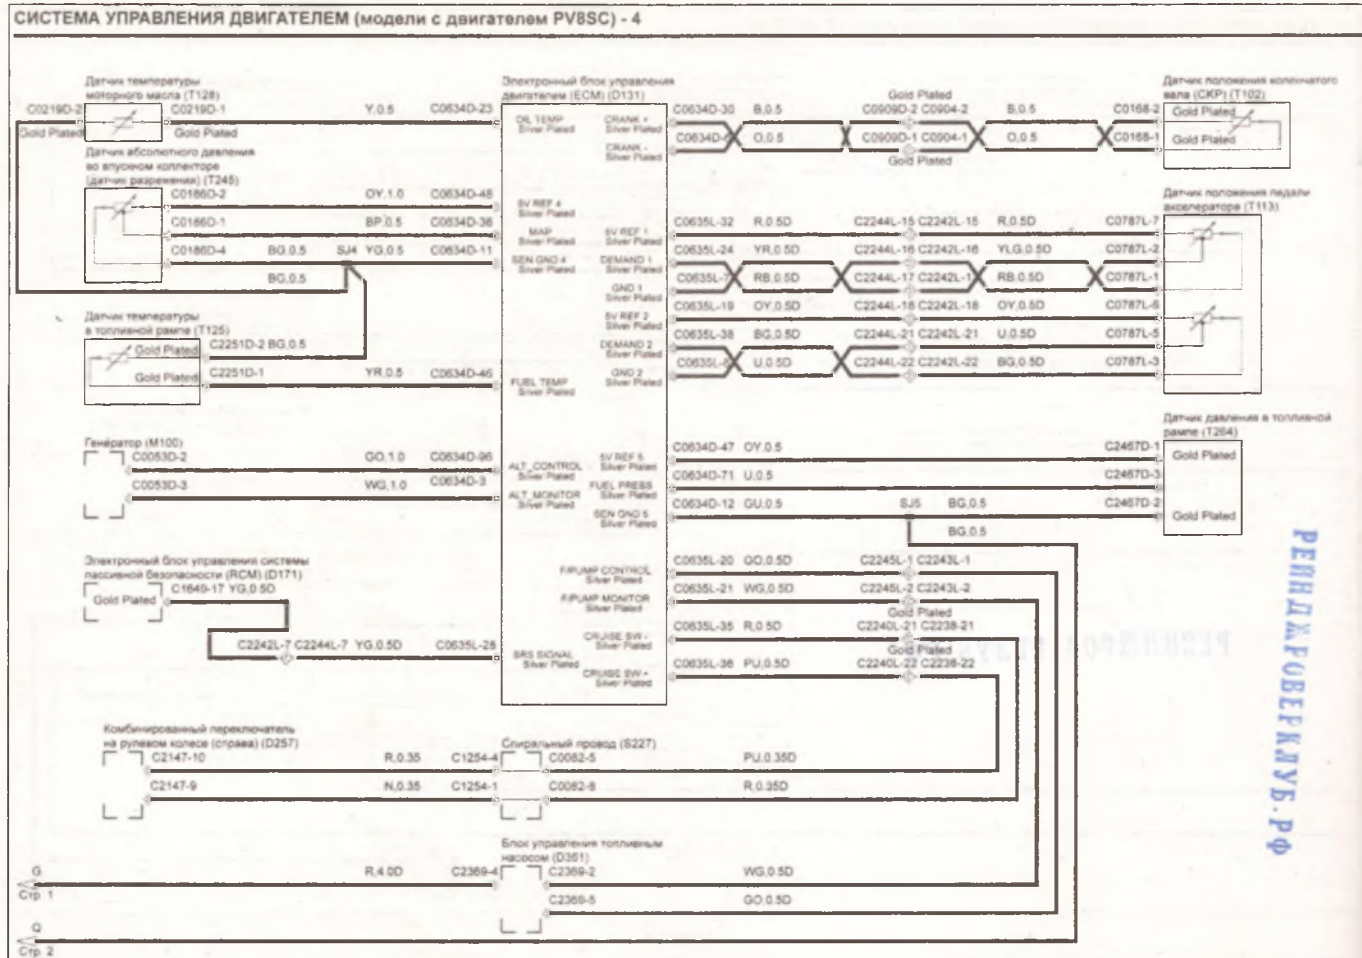 СИСТЕМА УПРАВЛЕНИЯ ДВИГАТЕЛЕМ (модели с двигателем PV8SC) - 4
Датчик температуры
моторного масла (T128)
C0219D-2
C0219D-1
Y,0.5
C0634D-23
Gold Plated
Gold Plated
Датчик абсолютного давления
во впускном коллекторе
(датчик разрежения) (T245)
C0186D-2
OY,1.0
C0634D-48
C0186D-1
BP,0.5
C0634D-36
C0186D-4
BG,0.5
SJ4
YG,0.5
C0634D-11
BG,0.5
Датчик температуры
в топливной рампе (T125)
Gold Plated
C2251D-2 BG,0.5
Gold Plated
C2251D-1
YR,0.5
C0634D-46
Генератор (M100)
C0053D-2
GO,1.0
C0634D-96
C0053D-3
WG,1.0
C0634D-3
Электронный блок управления системы
пассивной безопасности (RCM) (D171)
Gold Plated
C1649-17 YG,0.5D
C2242L-7 C2244L-7 YG,0.5D
C0635L-28
Электронный блок управления
двигателем (ECM) (D131)
OIL TEMP
Silver Plated
CRANK +
Silver Plated
CRANK -
Silver Plated
5V REF 4
Silver Plated
MAP
Silver Plated
SEN GND 4
Silver Plated
5V REF 1
Silver Plated
DEMAND 1
Silver Plated
GND 1
Silver Plated
5V REF 2
Silver Plated
DEMAND 2
Silver Plated
GND 2
Silver Plated
FUEL TEMP
Silver Plated
ALT_CONTROL
Silver Plated
ALT_MONITOR
Silver Plated
5V REF 5
Silver Plated
FUEL PRESS
Silver Plated
SEN GND 5
Silver Plated
F/PUMP CONTROL
Silver Plated
F/PUMP MONITOR
Silver Plated
CRUISE SW -
Silver Plated
SRS SIGNAL
Silver Plated
CRUISE SW +
Silver Plated
Gold Plated
C0634D-30
B,0.5
C0909D-2 C0904-2
B,0.5
C0168-2
O,0.5
C0909D-1 C0904-1
O,0.5
C0168-1
Gold Plated
Датчик положения коленчатого
вала (CKP) (T102)
Gold Plated
Gold Plated
Датчик положения педали
акселератора (T113)
C0635L-32
R,0.5D
C2244L-15 C2242L-15
R,0.5D
C0787L-7
C0635L-24
YR,0.5D
C2244L-16 C2242L-16
YLG,0.5D
C0787L-2
C0635L-7
RB,0.5D
C2244L-17
RB,0.5D
C0787L-1
C0635L-19
OY,0.5D
C2244L-18 C2242L-18
OY,0.5D
C0787L-6
C0635L-38
BG,0.5D
C2244L-21 C2242L-21
U,0.5D
C0787L-5
U,0.5D
C2244L-22 C2242L-22
BG,0.5D
C0787L-3
Датчик давления в топливной
рампе (T264)
C0634D-47
OY,0.5
C2467D-1
Gold Plated
C0634D-71
U,0.5
C2467D-3
C0634D-12
GU,0.5
SJ5
BG,0.5
C2467D-2
Gold Plated
BG,0.5
C0635L-20
GO,0.5D
C2245L-1 C2243L-1
C0635L-21
WG,0.5D
C2245L-2 C2243L-2
Gold Plated
C0635L-35
R,0.5D
C2240L-21 C2238-21
Gold Plated
C0635L-36
PU,0.5D
C2240L-22 C2238-22
Комбинированный переключатель
на рулевом колесе (справа) (D257)
C2147-10
R,0.35
C1254-4
C2147-9
N,0.35
C1254-1
Спиральный провод (S227)
C0082-5
PU,0.35D
C0082-8
R,0.35D
Блок управления топливным
насосом (D361)
G
Стр. 1
R,4.0D
C2369-4
C2369-2
WG,0.5D
C2369-5
GO,0.5D
Q
Стр. 2
РЕЙНДЖРОВЕРКЛУБ.РФ